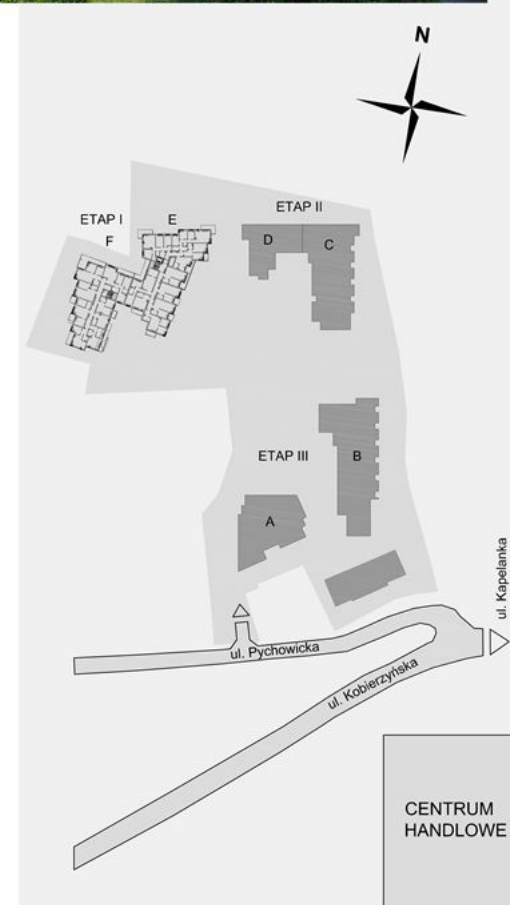 N
ETAP II
ETAP I
E
F
D
C
ETAP III
B
A
ul. Kapelanka
ul. Pychowicka
ul. Kobierzyńska
CENTRUM
HANDLOWE